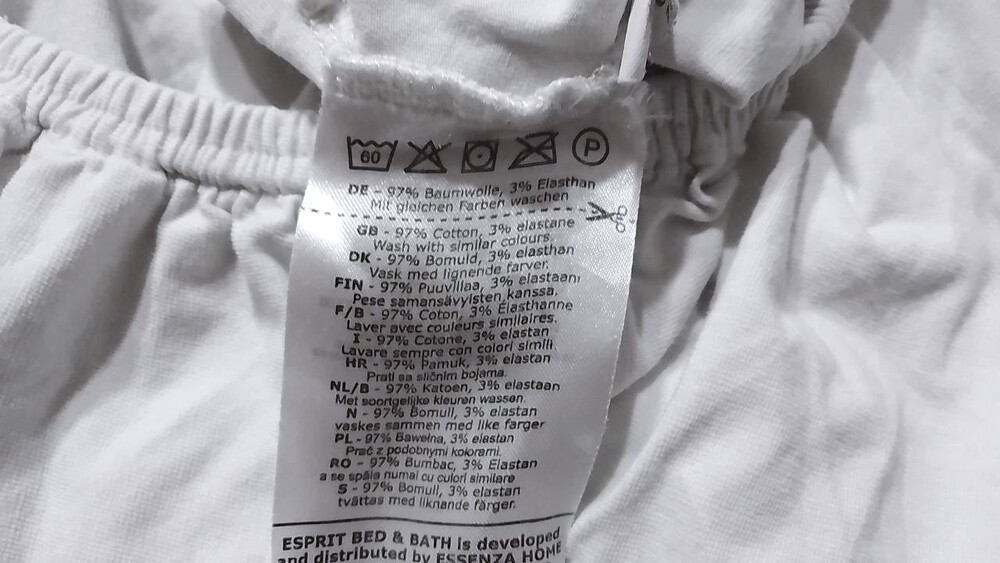 60 P
DE - 97% Baumwolle, 3% Elasthan
Mit gleichen Farben waschen
GB - 97% Cotton, 3% elastane
Wash with similar colours.
DK - 97% Bomuld, 3% elasthan
Vask med lignende farver.
FIN - 97% Puuvillaa, 3% elastaani
Pese samansävyisten kanssa.
F/B - 97% Coton, 3% Elasthanne
Laver avec couleurs similaires.
I - 97% Cotone, 3% elastan
Lavare sempre con colori simili.
HR - 97% Pamuk, 3% elastan
Prati sa sličnim bojama.
NL/B - 97% Katoen, 3% elastaan
Met soortgelijke kleuren wassen.
N - 97% Bomull, 3% elastan
vaskes sammen med like farger
PL - 97% Bawełna, 3% elastan
Prać z podobnymi kolorami.
RO - 97% Bumbac, 3% Elastan
a se spăla numai cu culori similare
S - 97% Bomull, 3% elastan
tvättas med liknande färger.
ESPRIT BED & BATH is developed
and distributed by ESSENZA HOME